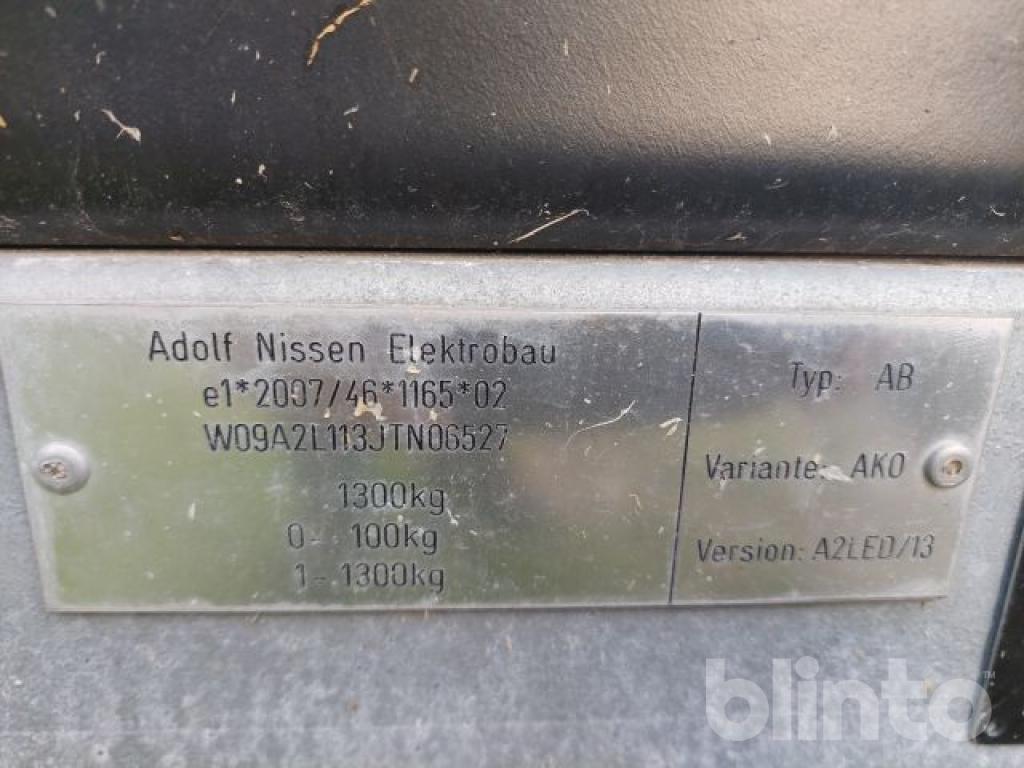 Adolf Nissen Elektrobau
e1*2007/46*1165*02
W09A2L113JTN06527
1300kg
0- 100kg
1- 1300kg
Typ: AB
Variante: AKO
Version: A2LED/13
blinto™